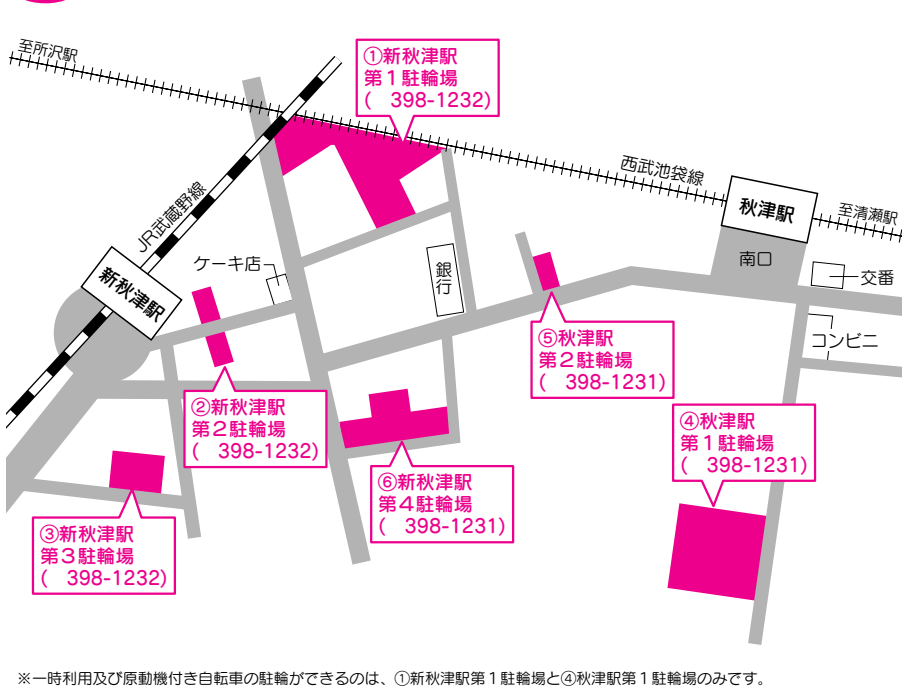 至所沢駅
①新秋津駅
第1駐輪場
( 398-1232)
西武池袋線
秋津駅
至清瀬駅
JR武蔵野線
南口
交番
ケーキ店
銀行
新秋津駅
コンビニ
⑤秋津駅
第2駐輪場
( 398-1231)
②新秋津駅
第2駐輪場
( 398-1232)
④秋津駅
第1駐輪場
( 398-1231)
⑥新秋津駅
第4駐輪場
( 398-1231)
③新秋津駅
第3駐輪場
( 398-1232)
※一時利用及び原動機付き自転車の駐輪ができるのは、①新秋津駅第1駐輪場と④秋津駅第1駐輪場のみです。